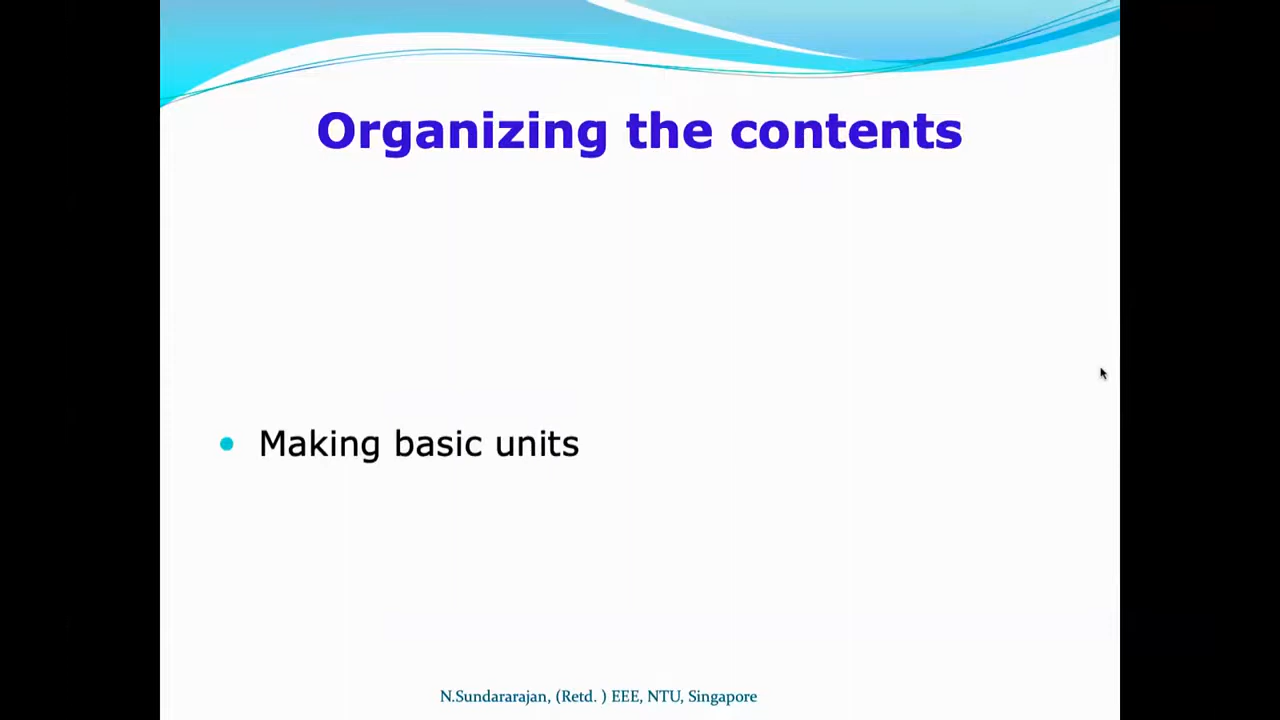 Organizing the contents
• Making basic units
N.Sundararajan, (Retd. ) EEE, NTU, Singapore